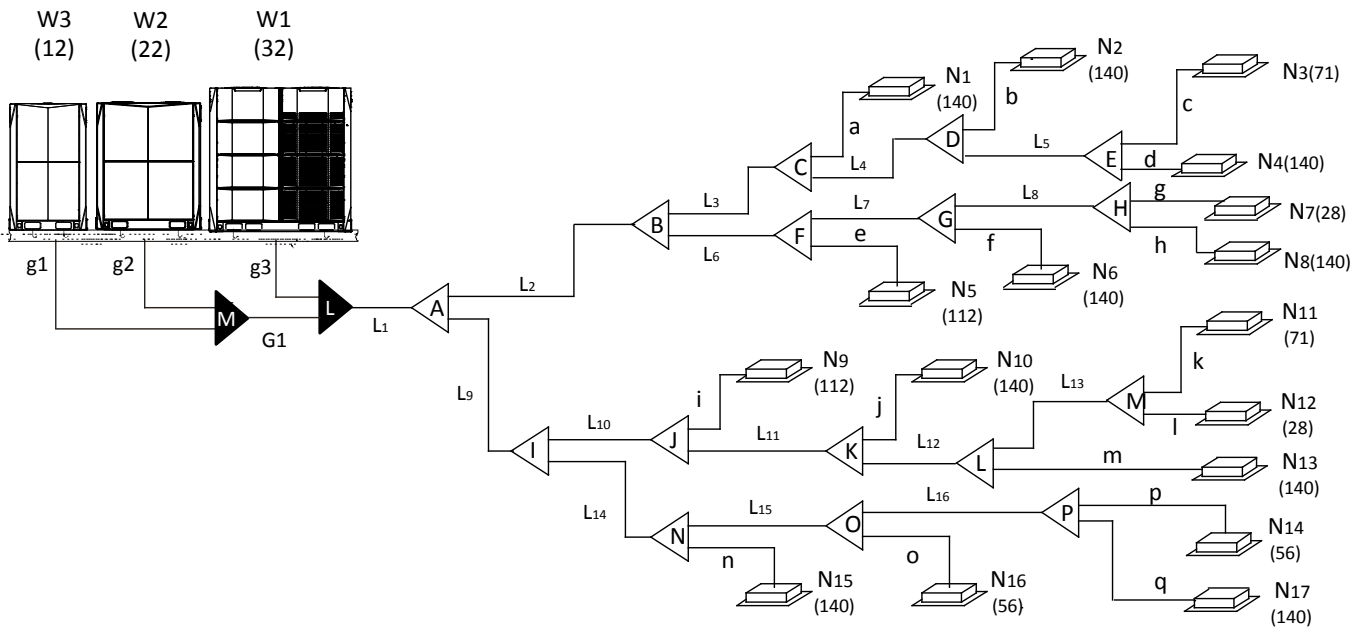 W3
(12)
W2
(22)
W1
(32)
g1
g2
g3
M
G1
L
L1
A
L2
L9
B
L3
L6
C
a
N1
(140)
L4
D
b
N2
(140)
L5
E
c
N3(71)
d
N4(140)
F
L7
e
N5
(112)
G
L8
f
N6
(140)
H
g
N7(28)
h
N8(140)
I
L10
L14
J
i
N9
(112)
L11
K
j
N10
(140)
L12
L
L13
M
k
N11
(71)
l
N12
(28)
m
N13
(140)
N
L15
n
N15
(140)
O
L16
o
N16
(56)
P
p
N14
(56)
q
N17
(140)